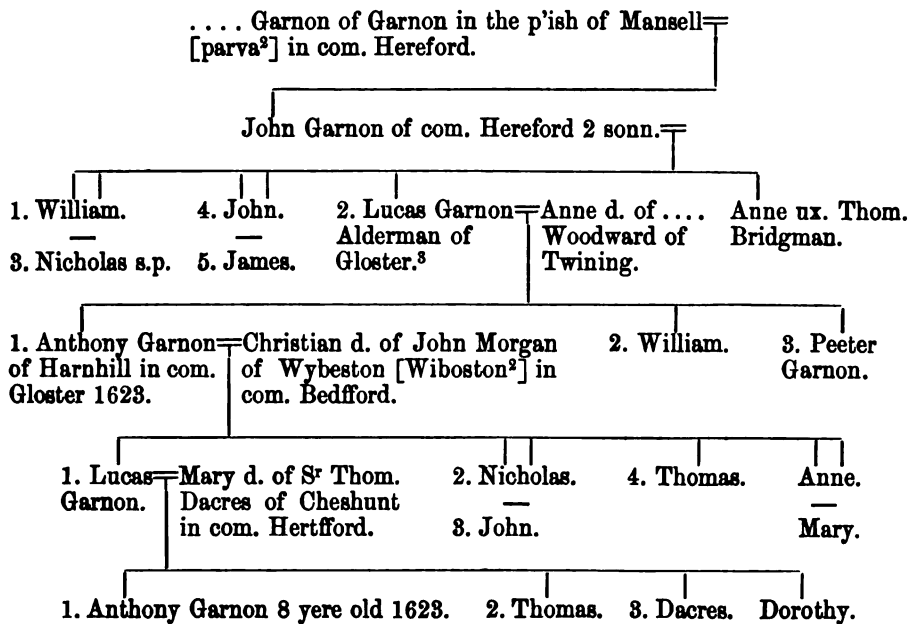 .... Garnon of Garnon in the p'ish of Mansell
[parva²] in com. Hereford.
John Garnon of com. Hereford 2 sonn.
1. William.
—
3. Nicholas s.p.
4. John.
—
5. James.
2. Lucas Garnon
Alderman of
Gloster.³
Anne d. of ....
Woodward of
Twining.
Anne ux. Thom.
Bridgman.
1. Anthony Garnon
of Harnhill in com.
Gloster 1623.
Christian d. of John Morgan
of Wybeston [Wiboston²] in
com. Bedfford.
2. William.
3. Peeter
Garnon.
1. Lucas
Garnon.
Mary d. of Sʳ Thom.
Dacres of Cheshunt
in com. Hertfford.
2. Nicholas.
—
3. John.
4. Thomas.
Anne.
—
Mary.
1. Anthony Garnon 8 yere old 1623.
2. Thomas.
3. Dacres.
Dorothy.